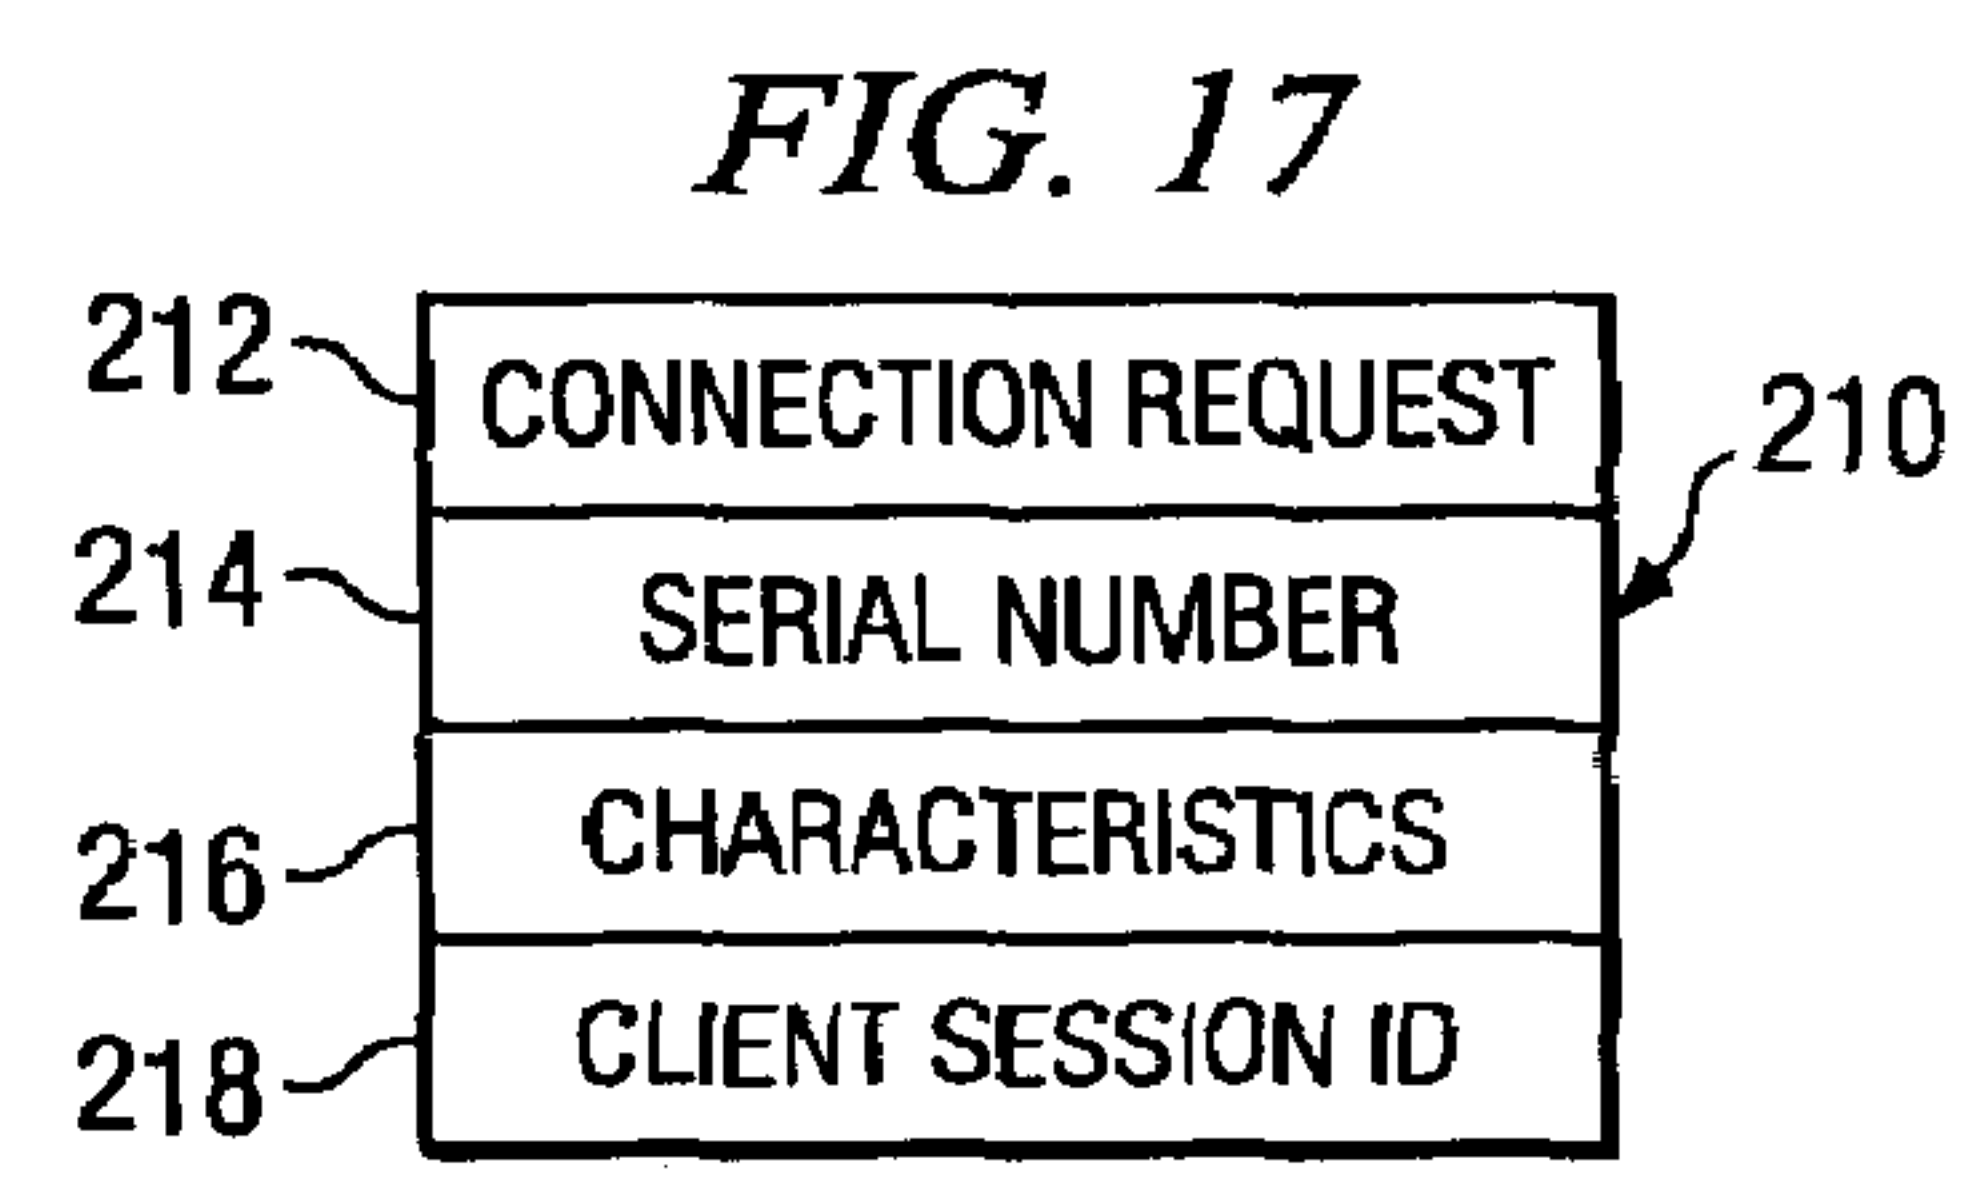 FIG. 17
212
CONNECTION REQUEST
210
214
SERIAL NUMBER
216
CHARACTERISTICS
218
CLIENT SESSION ID